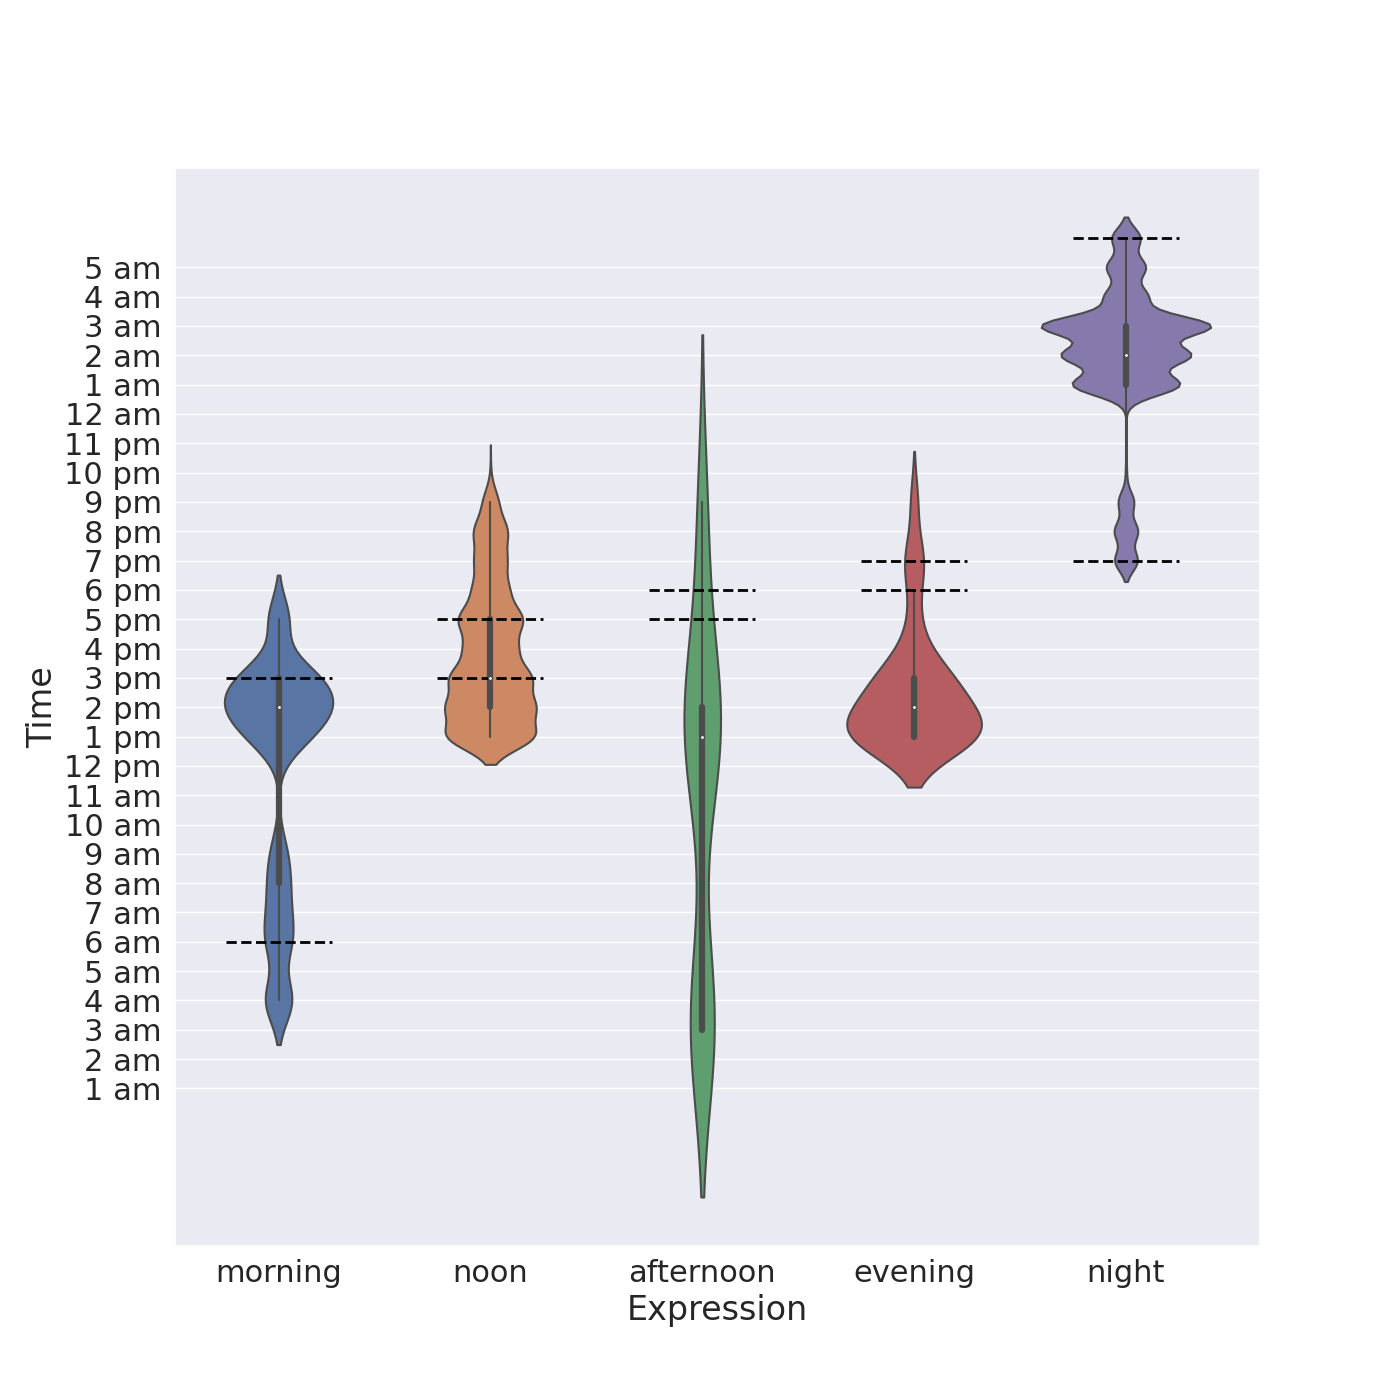 5 am
4 am
3 am
2 am
1 am
12 am
11 pm
10 pm
9 pm
8 pm
7 pm
6 pm
5 pm
4 pm
3 pm
2 pm
1 pm
12 pm
11 am
10 am
9 am
8 am
7 am
6 am
5 am
4 am
3 am
2 am
1 am
Time
morning noon afternoon evening night
Expression